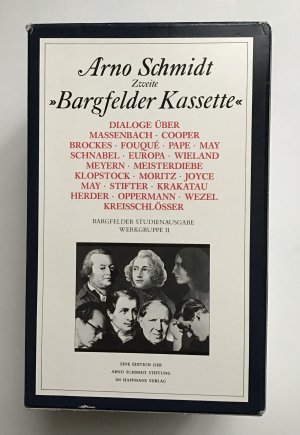 Arno Schmidt
Zweite
»Bargfelder Kassette«
DIALOGE ÜBER
MASSENBACH · COOPER
BROCKES · FOUQUÉ · PAPE · MAY
SCHNABEL · EUROPA · WIELAND
MEYERN · MEISTERDIEBE
KLOPSTOCK · MORITZ · JOYCE
MAY · STIFTER · KRAKATAU
HERDER · OPPERMANN · WEZEL
KREISSCHLÖSSER
BARGFELDER STUDIENAUSGABE
WERKGRUPPE II
EINE EDITION DER
ARNO SCHMIDT STIFTUNG
IM HAFFMANS VERLAG